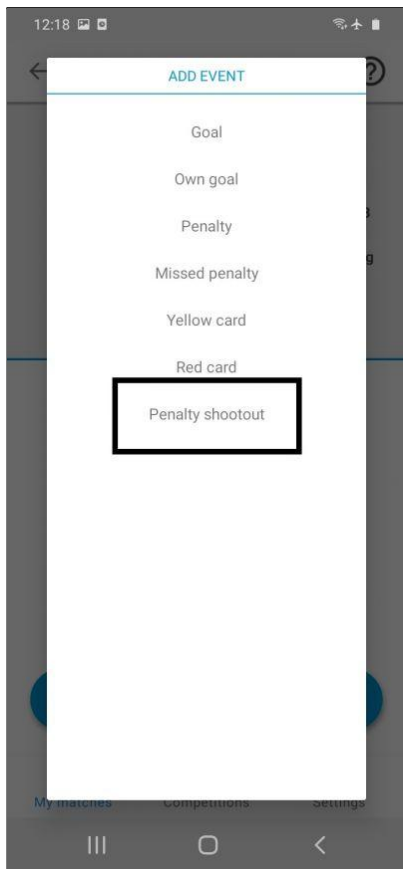 12:18
ADD EVENT
Goal
Own goal
Penalty
3
Missed penalty
g
Yellow card
Red card
Penalty shootout
My matches Competitions Settings